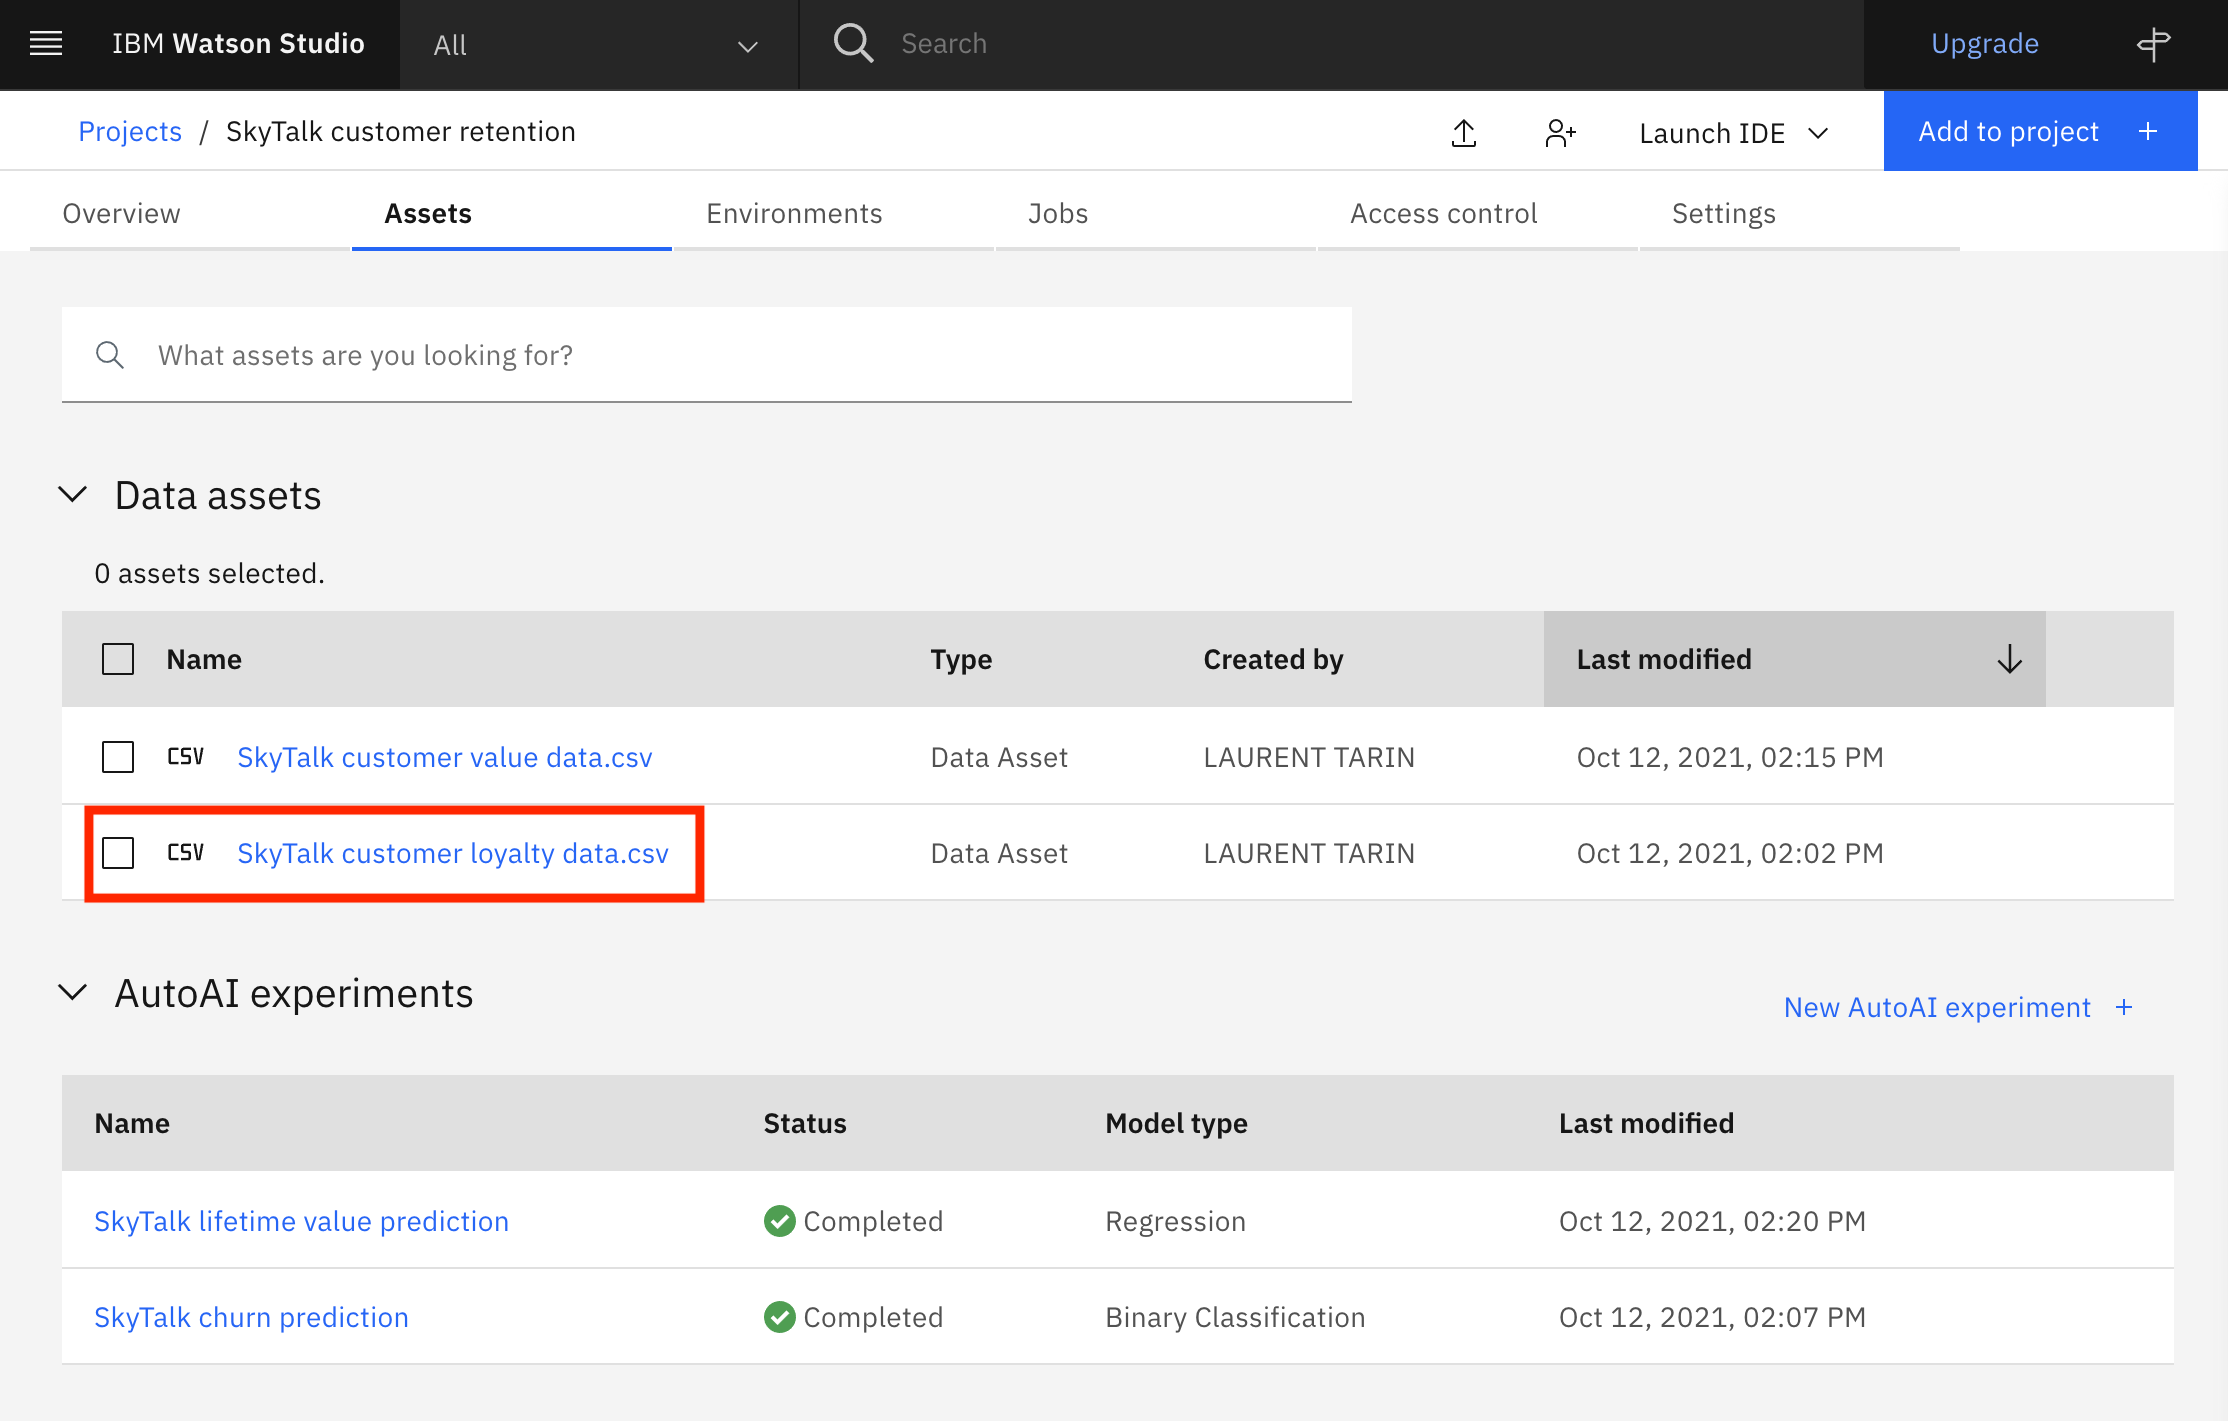 IBM Watson Studio All Search Upgrade
Projects / SkyTalk customer retention Launch IDE Add to project +
Overview Assets Environments Jobs Access control Settings
What assets are you looking for?
Data assets
0 assets selected.
Name Type Created by Last modified
CSV SkyTalk customer value data.csv Data Asset LAURENT TARIN Oct 12, 2021, 02:15 PM
CSV SkyTalk customer loyalty data.csv Data Asset LAURENT TARIN Oct 12, 2021, 02:02 PM
AutoAI experiments
New AutoAI experiment +
Name Status Model type Last modified
SkyTalk lifetime value prediction Completed Regression Oct 12, 2021, 02:20 PM
SkyTalk churn prediction Completed Binary Classification Oct 12, 2021, 02:07 PM